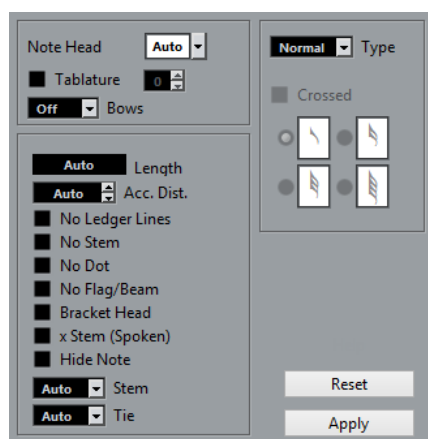 Note Head Auto
Tablature 0
Off Bows
Auto Length
Auto Acc. Dist.
No Ledger Lines
No Stem
No Dot
No Flag/Beam
Bracket Head
x Stem (Spoken)
Hide Note
Auto Stem
Auto Tie
Normal Type
Crossed
Reset
Apply